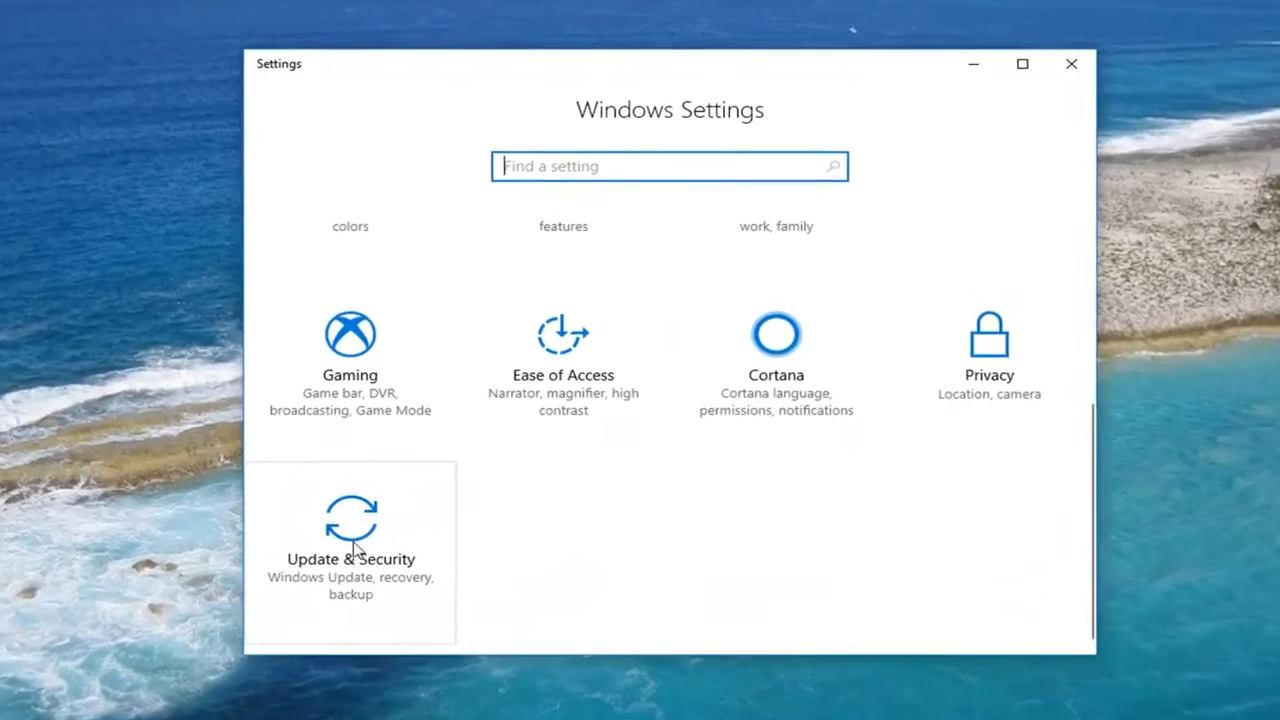 Settings
Windows Settings
Find a setting
colors
features
work, family
Gaming
Game bar, DVR,
broadcasting, Game Mode
Ease of Access
Narrator, magnifier, high
contrast
Cortana
Cortana language,
permissions, notifications
Privacy
Location, camera
Update & Security
Windows Update, recovery,
backup